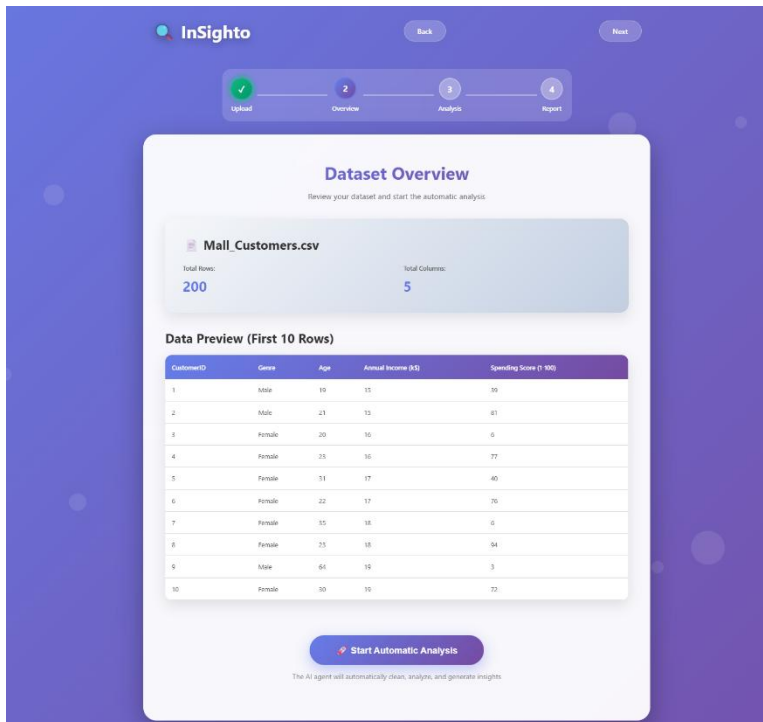 InSighto
Back
Next
✓ 2 3 4
Upload Overview Analysis Report
Dataset Overview
Review your dataset and start the automatic analysis
Mall_Customers.csv
Total Rows: Total Columns:
200 5
Data Preview (First 10 Rows)
CustomerID Genre Age Annual Income (k$) Spending Score (1-100)
1 Male 19 15 39
2 Male 21 15 81
3 Female 20 16 6
4 Female 23 16 77
5 Female 31 17 40
6 Female 22 17 76
7 Female 35 18 6
8 Female 23 18 94
9 Male 64 19 3
10 Female 30 19 72
Start Automatic Analysis
The AI agent will automatically clean, analyze, and generate insights